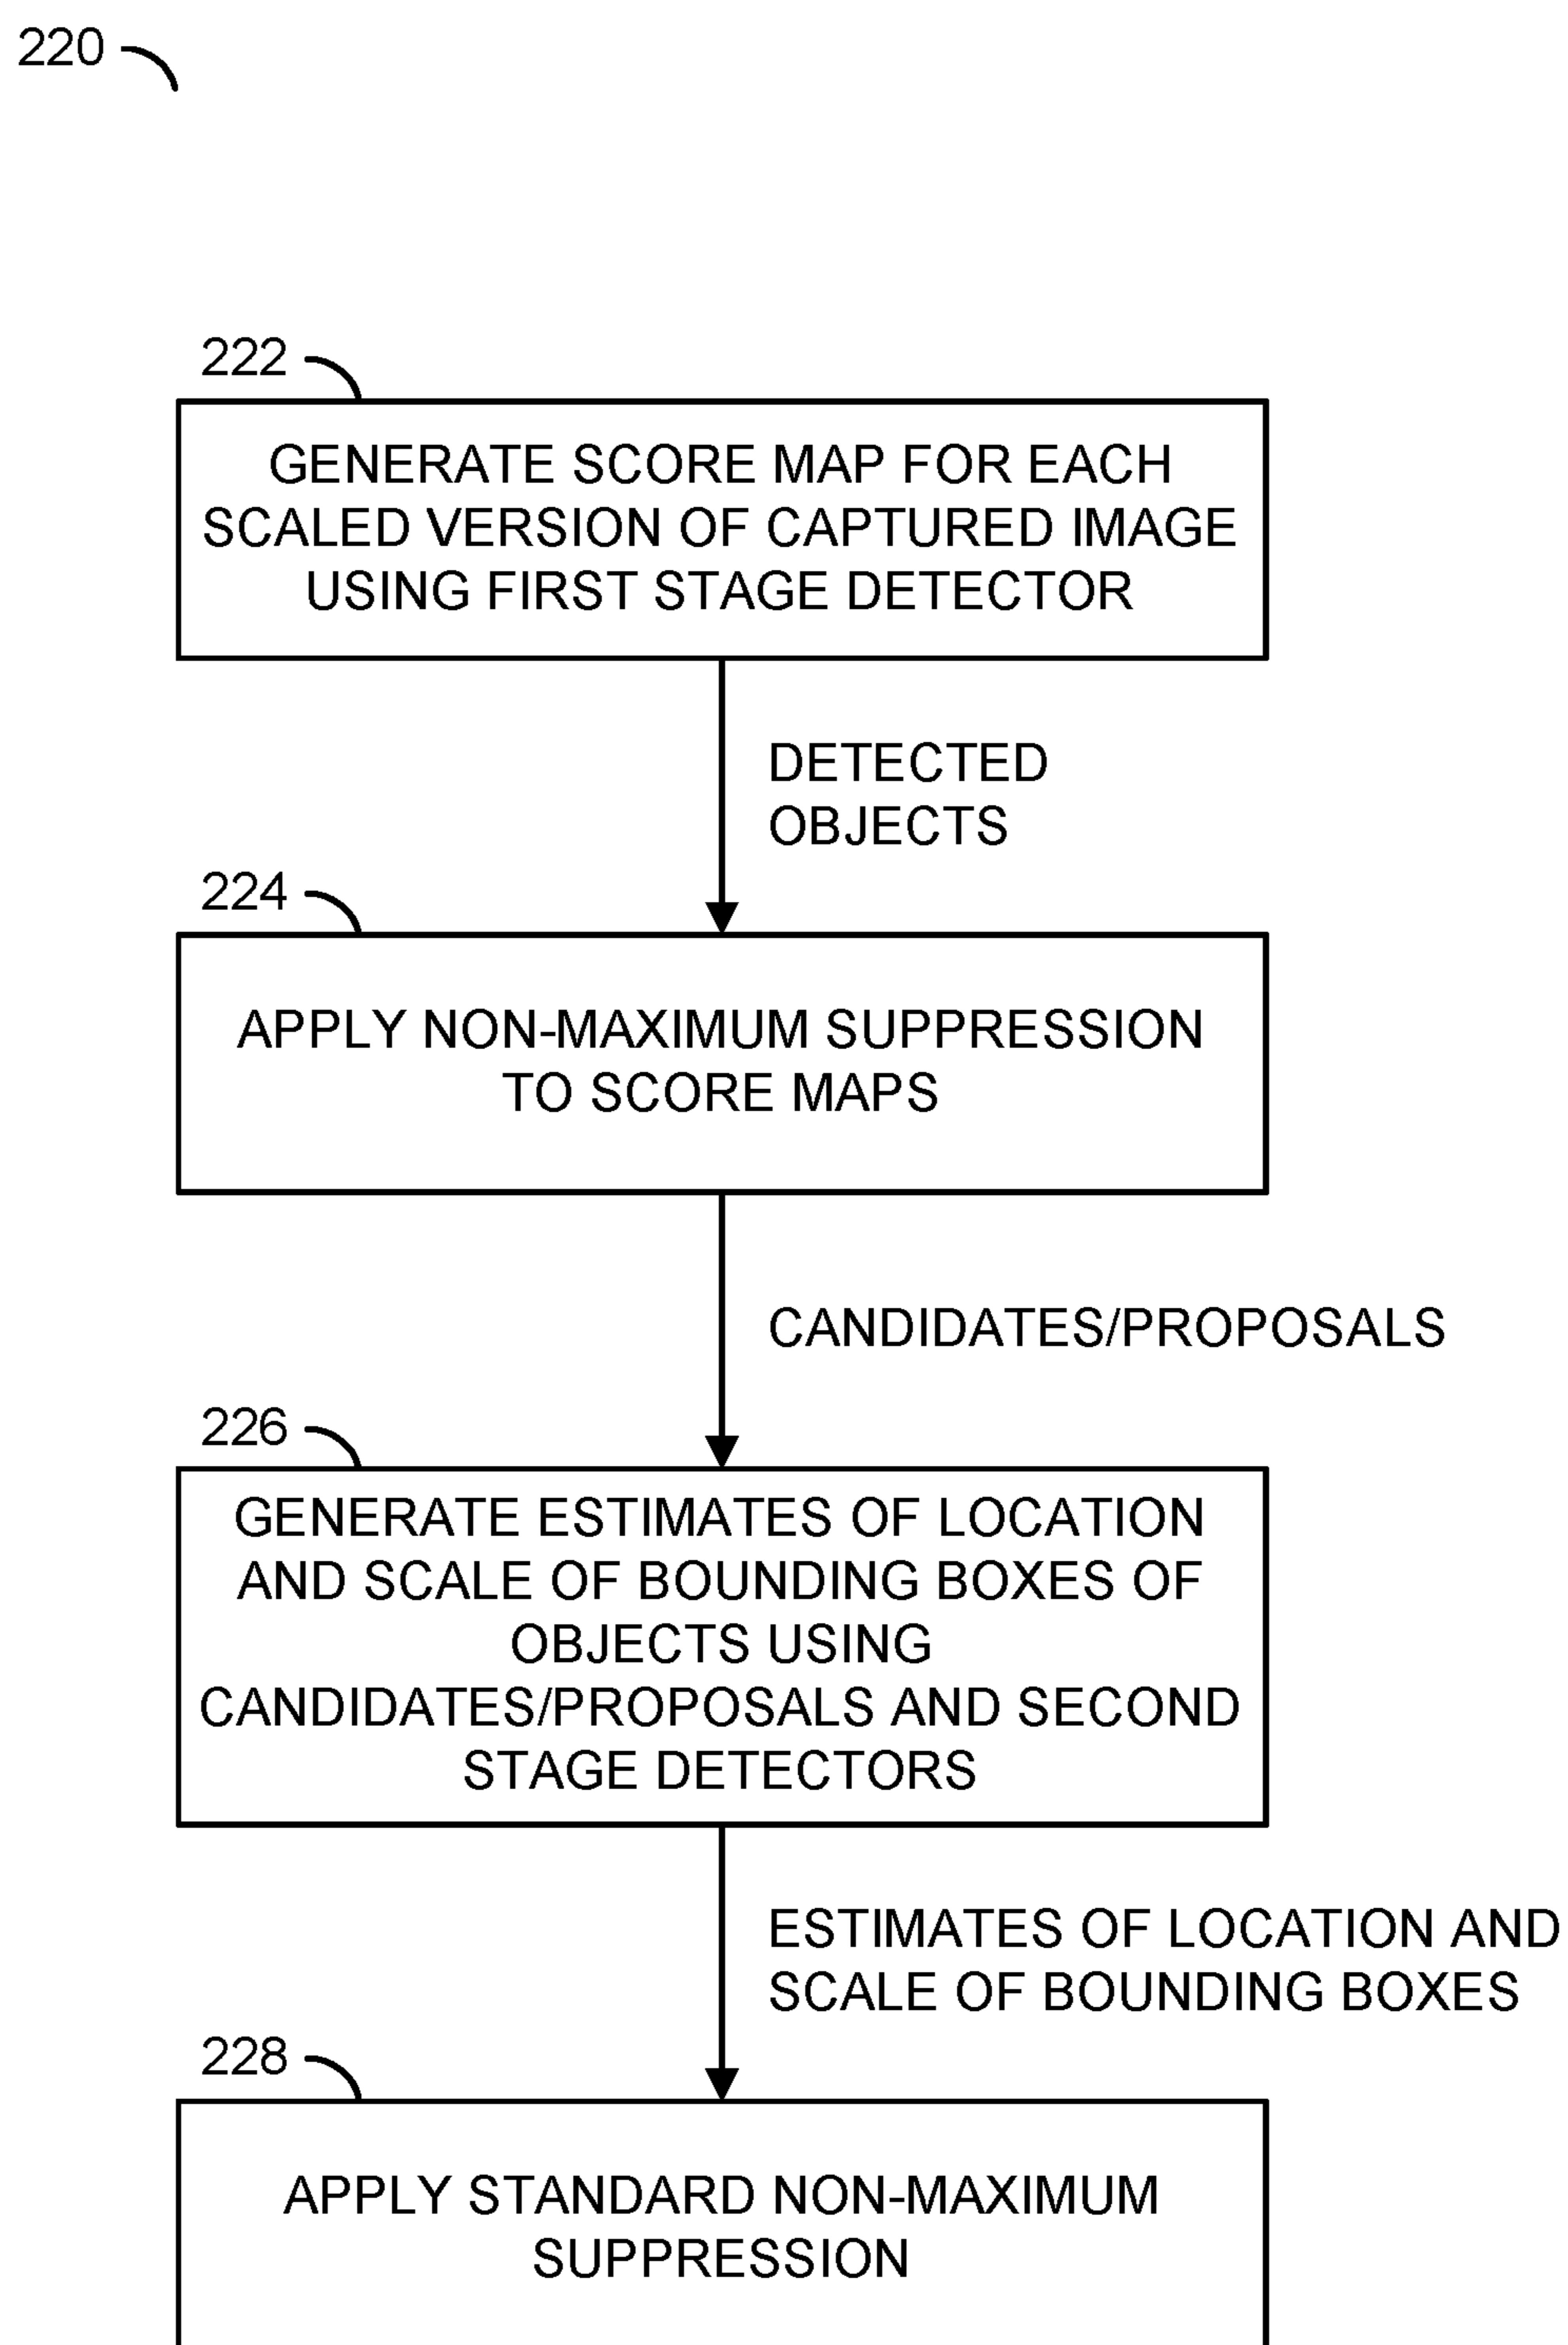 220
222
GENERATE SCORE MAP FOR EACH
SCALED VERSION OF CAPTURED IMAGE
USING FIRST STAGE DETECTOR
DETECTED
OBJECTS
224
APPLY NON-MAXIMUM SUPPRESSION
TO SCORE MAPS
CANDIDATES/PROPOSALS
226
GENERATE ESTIMATES OF LOCATION
AND SCALE OF BOUNDING BOXES OF
OBJECTS USING
CANDIDATES/PROPOSALS AND SECOND
STAGE DETECTORS
ESTIMATES OF LOCATION AND
SCALE OF BOUNDING BOXES
228
APPLY STANDARD NON-MAXIMUM
SUPPRESSION